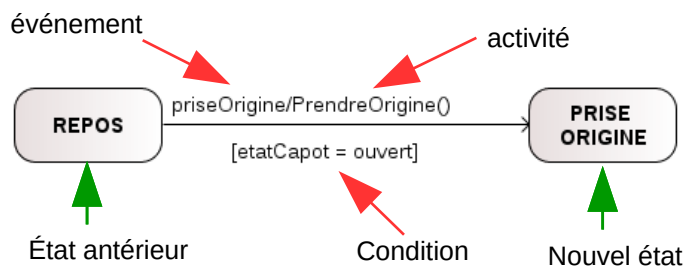 événement
activité
priseOrigine/PrendreOrigine()
REPOS
PRISE
ORIGINE
[etatCapot = ouvert]
État antérieur
Condition
Nouvel état